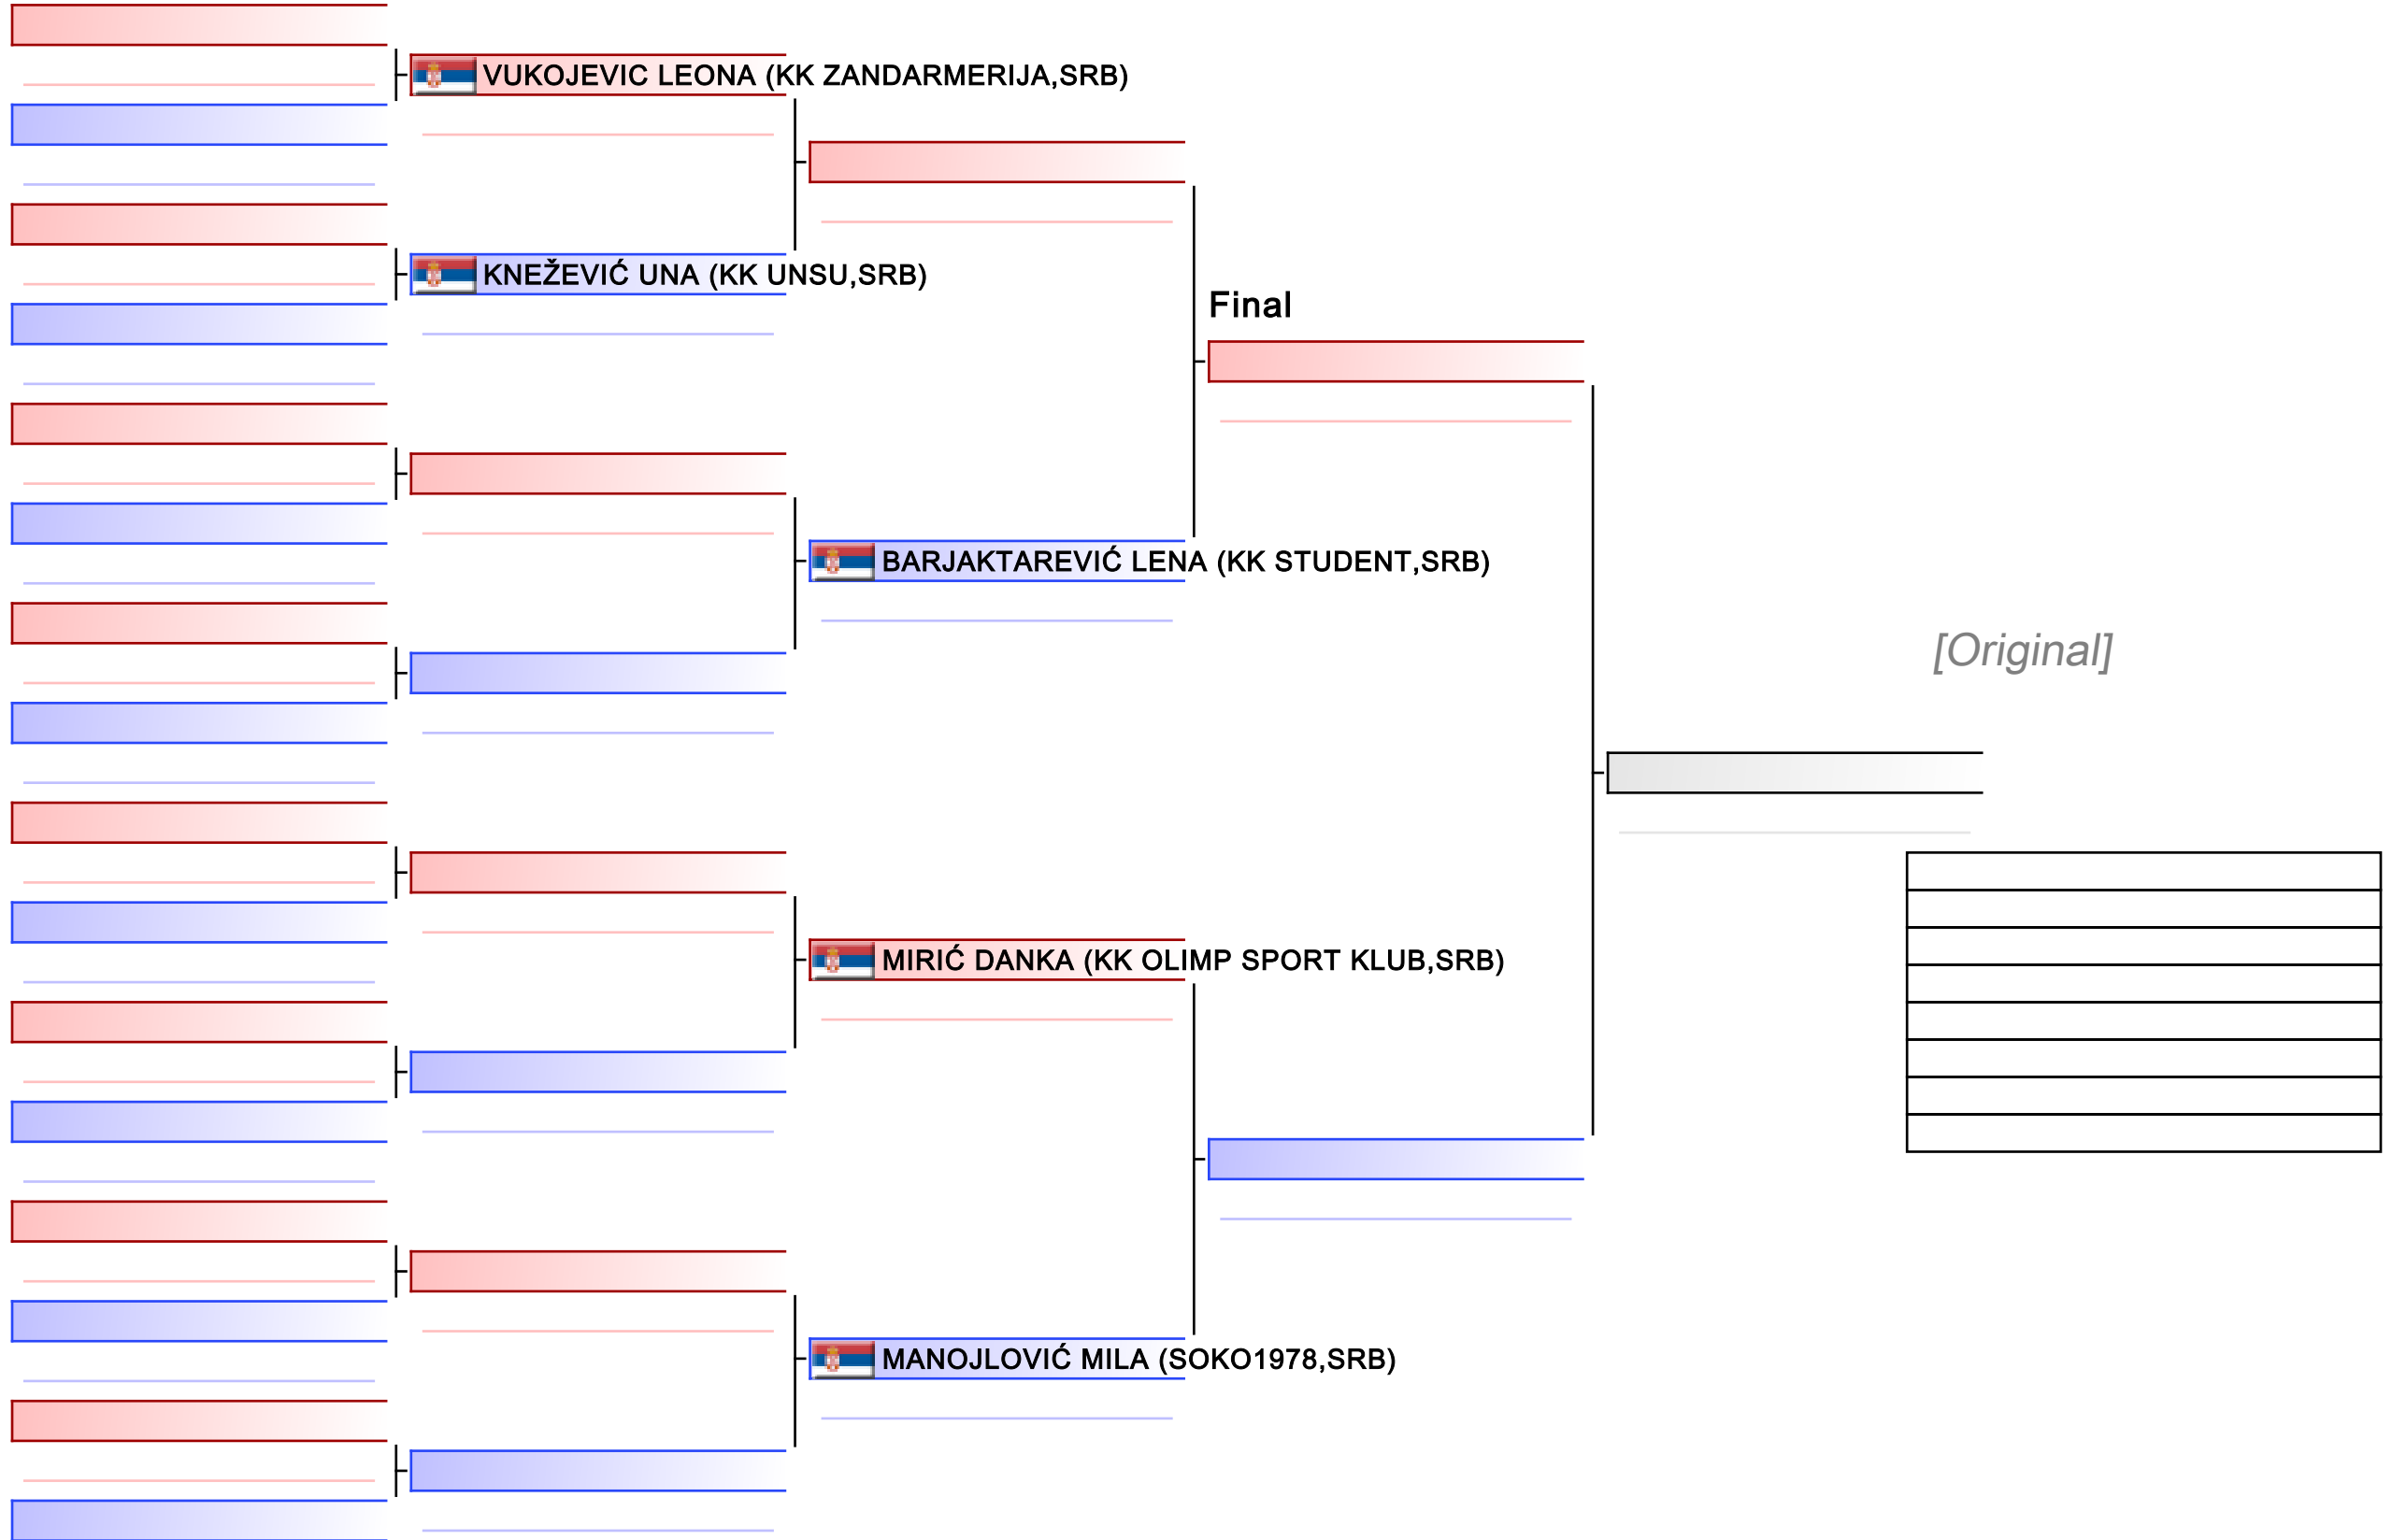 VUKOJEVIC LEONA (KK ZANDARMERIJA,SRB)
KNEŽEVIĆ UNA (KK UNSU,SRB)
Final
BARJAKTAREVIĆ LENA (KK STUDENT,SRB)
[Original]
MIRIĆ DANKA (KK OLIMP SPORT KLUB,SRB)
MANOJLOVIĆ MILA (SOKO1978,SRB)